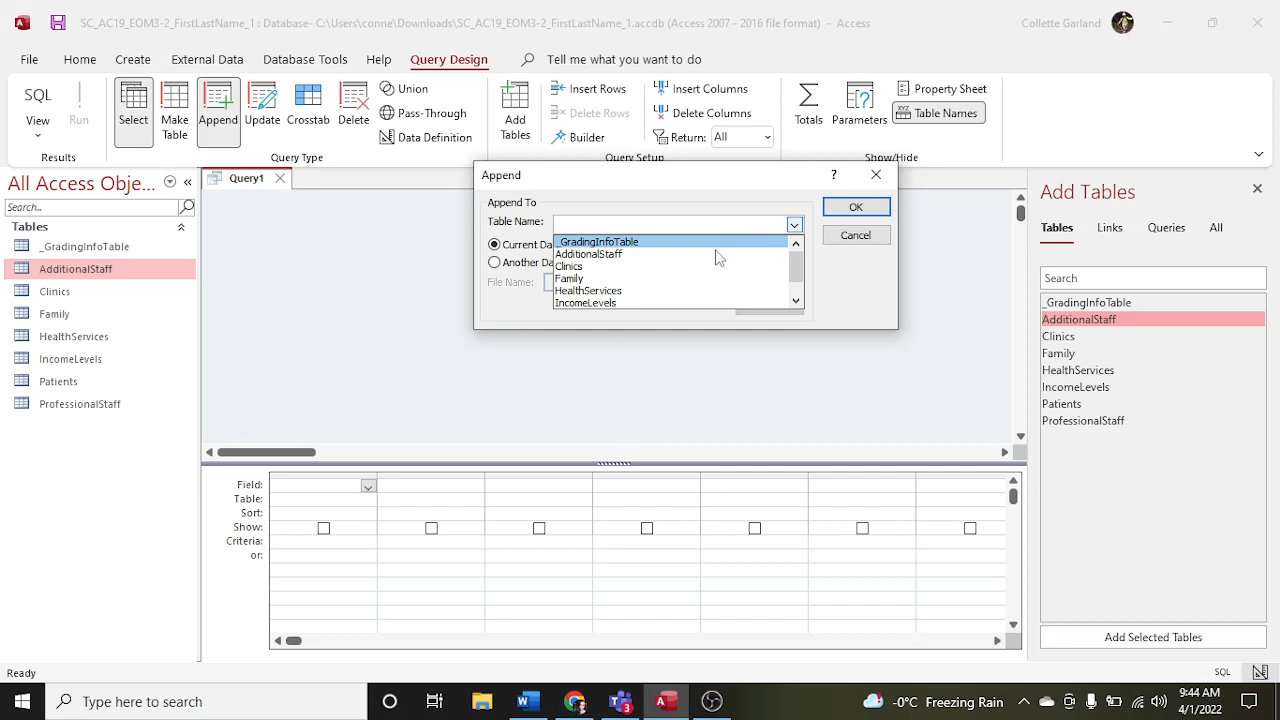 SC_AC19_EOM3-2_FirstLastName_1 : Database- C:\Users\conne\Downloads\SC_AC19_EOM3-2_FirstLastName_1.accdb (Access 2007 - 2016 file format) - Access
Collette Garland
File Home Create External Data Database Tools Help Query Design Tell me what you want to do
SQL
View
Run
Select
Make
Table
Append
Update
Crosstab
Delete
Union
Pass-Through
Data Definition
Add
Tables
Insert Rows
Delete Rows
Builder
Insert Columns
Delete Columns
Return: All
Totals
Parameters
Property Sheet
XYZ Table Names
Results
Query Type
Query Setup
Show/Hide
All Access Obje...
Search...
Tables
_GradingInfoTable
AdditionalStaff
Clinics
Family
HealthServices
IncomeLevels
Patients
ProfessionalStaff
Query1
Append
?
Append To
Table Name:
Current Da
Another Da
File Name:
OK
Cancel
_GradingInfoTable
AdditionalStaff
Clinics
Family
HealthServices
IncomeLevels
Field:
Table:
Sort:
Show:
Criteria:
or:
Add Tables
Tables Links Queries All
Search
_GradingInfoTable
AdditionalStaff
Clinics
Family
HealthServices
IncomeLevels
Patients
ProfessionalStaff
Add Selected Tables
Ready
SQL
Type here to search
3
-0°C Freezing Rain
9:44 AM
4/1/2022